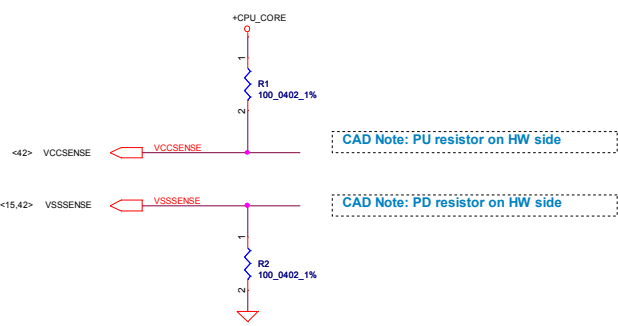 +CPU_CORE
1
R1
100_0402_1%
2
<42> VCCSENSE VCCSENSE CAD Note: PU resistor on HW side
<15,42> VSSSENSE VSSSENSE CAD Note: PD resistor on HW side
1
R2
100_0402_1%
2